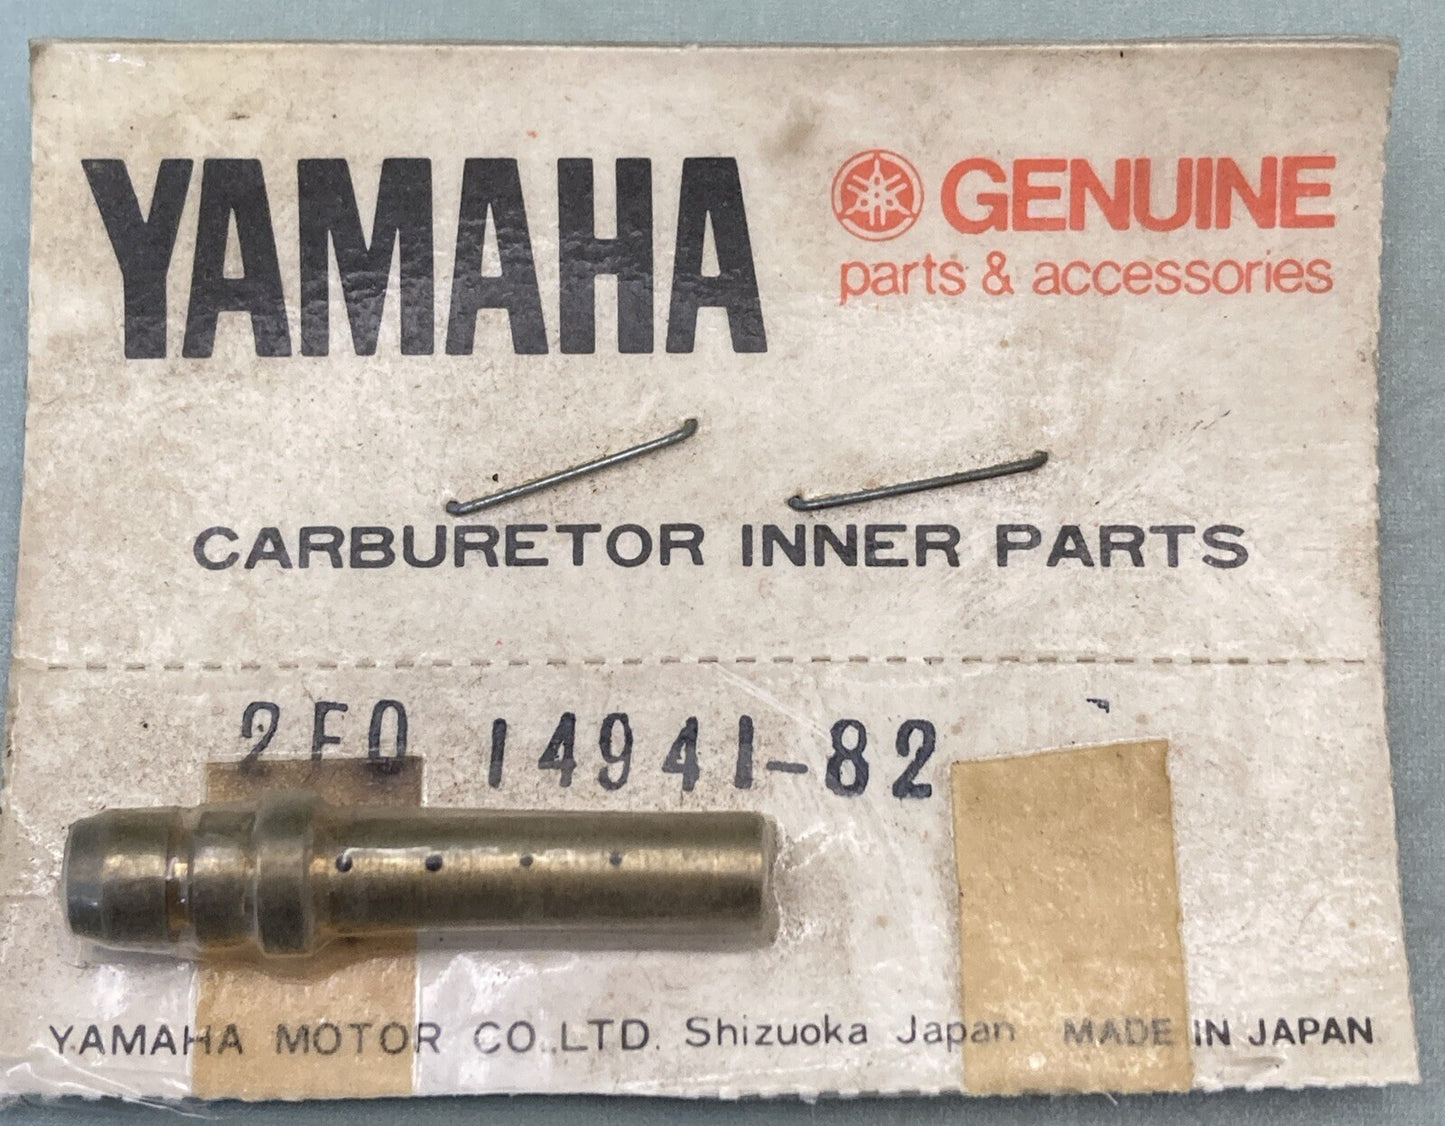 YAMAHA
GENUINE
parts & accessories
CARBURETOR INNER PARTS
2F0 14941-82
YAMAHA MOTOR CO.,LTD. Shizuoka Japan MADE IN JAPAN